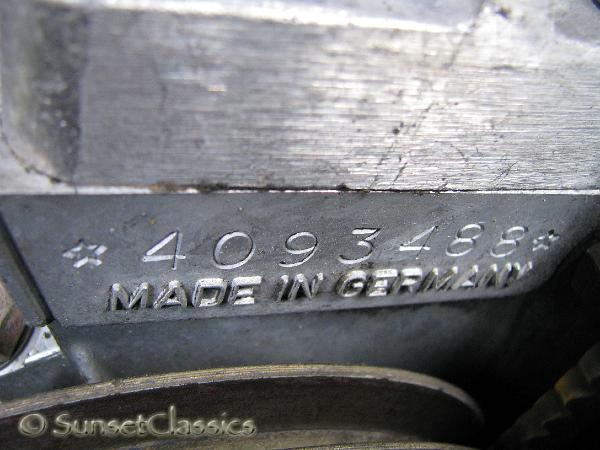 ☆ 4093488 ☆
MADE IN GERMANY
© SunsetClassics